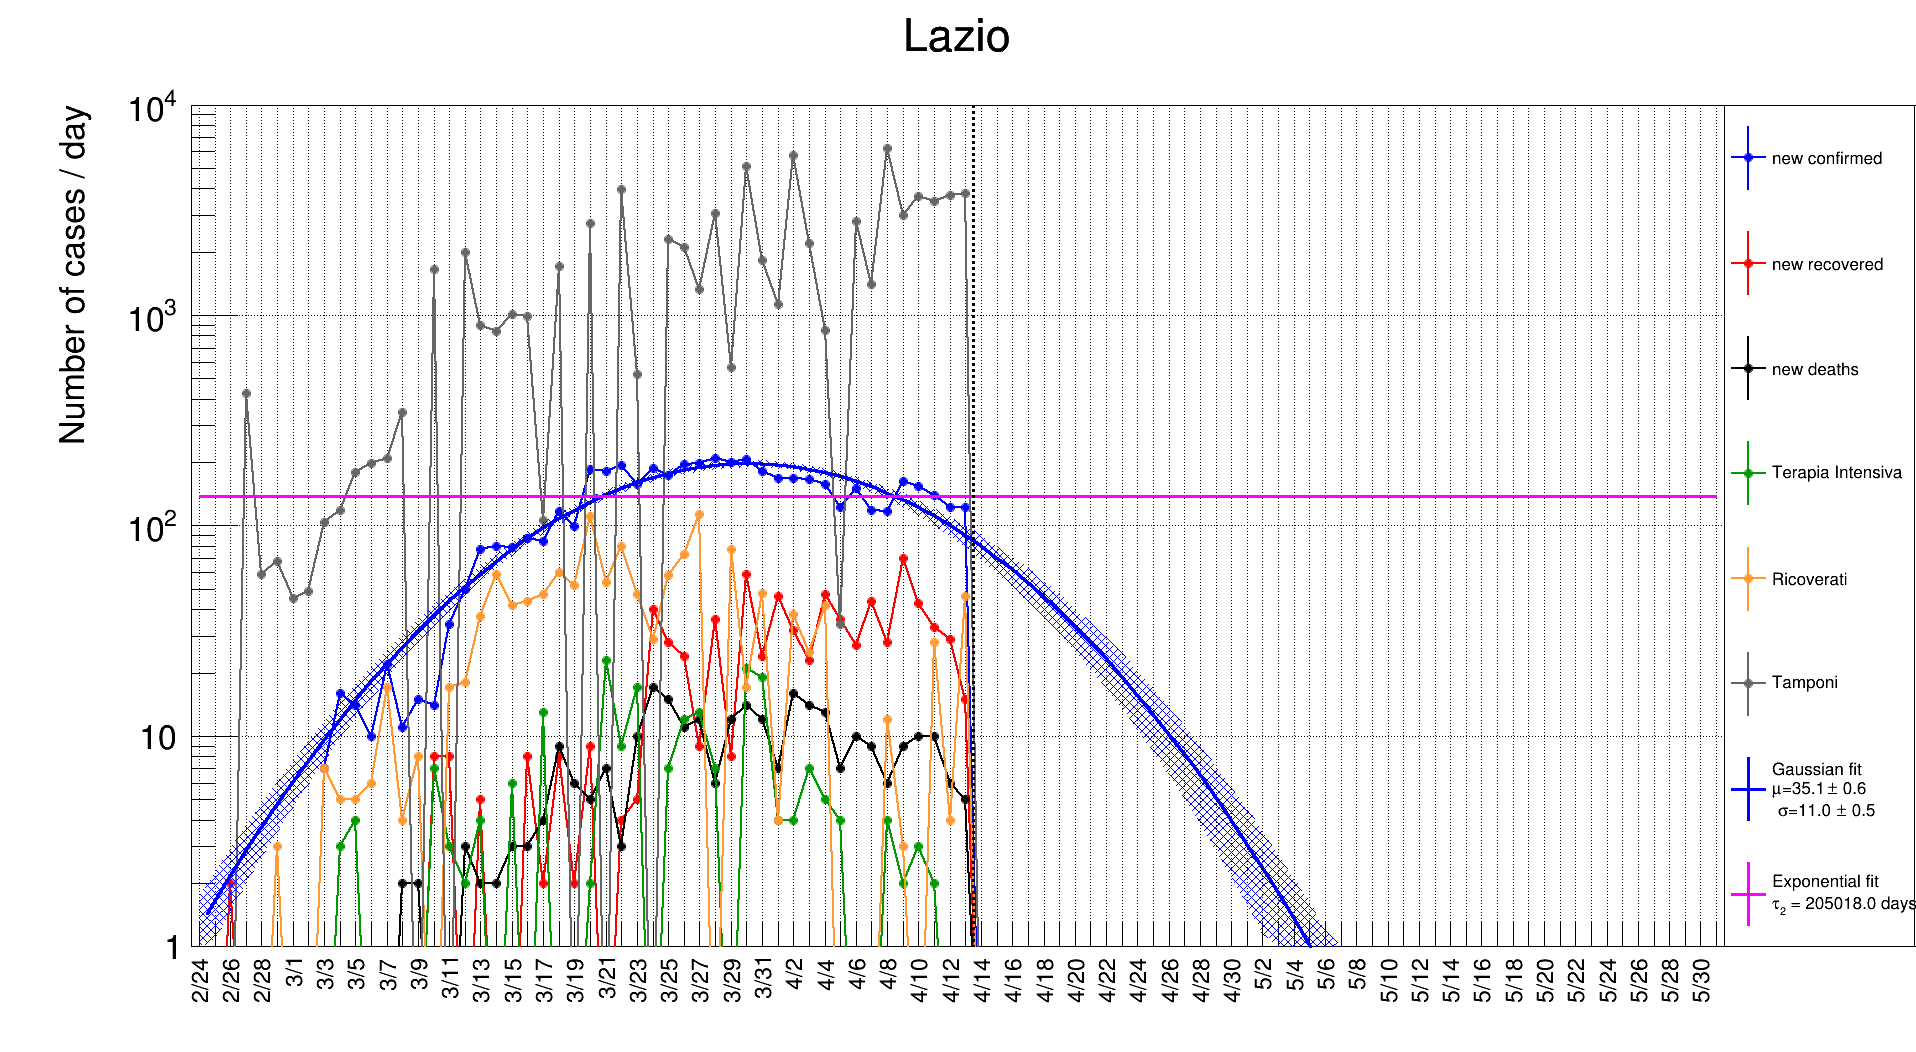 Lazio
Number of cases / day
10⁴
10³
10²
10
1
2/24 2/26 2/28 3/1 3/3 3/5 3/7 3/9 3/11 3/13 3/15 3/17 3/19 3/21 3/23 3/25 3/27 3/29 3/31 4/2 4/4 4/6 4/8 4/10 4/12 4/14 4/16 4/18 4/20 4/22 4/24 4/26 4/28 4/30 5/2 5/4 5/6 5/8 5/10 5/12 5/14 5/16 5/18 5/20 5/22 5/24 5/26 5/28 5/30
new confirmed
new recovered
new deaths
Terapia Intensiva
Ricoverati
Tamponi
Gaussian fit
μ=35.1 ± 0.6
σ=11.0 ± 0.5
Exponential fit
τ₂ = 205018.0 days